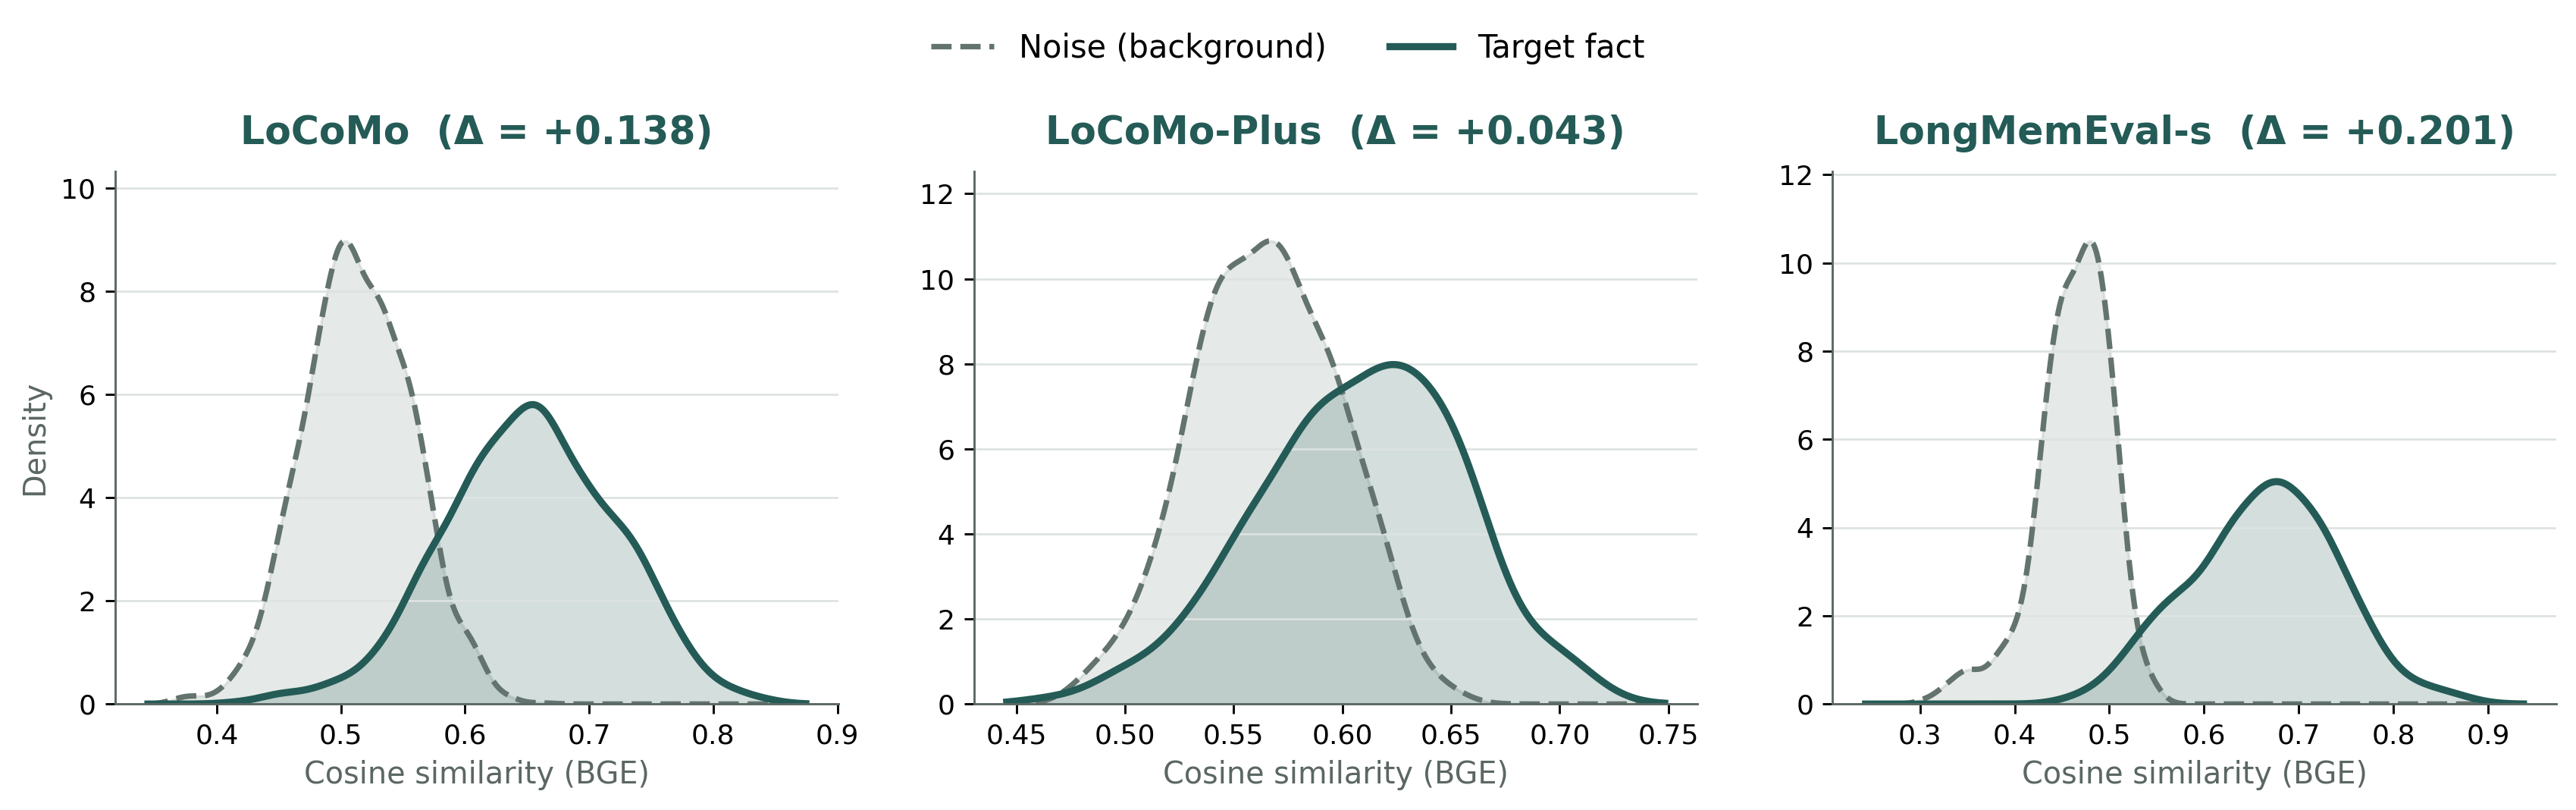 Noise (background) Target fact
LoCoMo (Δ = +0.138)
Density
10
8
6
4
2
0
0.4 0.5 0.6 0.7 0.8 0.9
Cosine similarity (BGE)
LoCoMo-Plus (Δ = +0.043)
12
10
8
6
4
2
0
0.45 0.50 0.55 0.60 0.65 0.70 0.75
Cosine similarity (BGE)
LongMemEval-s (Δ = +0.201)
12
10
8
6
4
2
0
0.3 0.4 0.5 0.6 0.7 0.8 0.9
Cosine similarity (BGE)